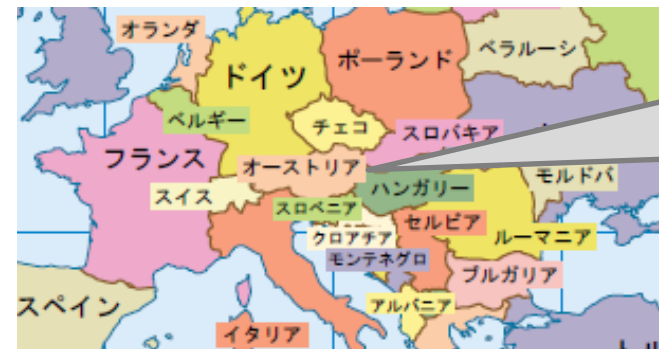 オランダ
ドイツ
ポーランド
ベラルーシ
ベルギー
チェコ
スロバキア
フランス
オーストリア
スイス
ハンガリー
モルドバ
スロベニア
クロアチア
セルビア
ルーマニア
モンテネグロ
ブルガリア
スペイン
アルバニア
イタリア